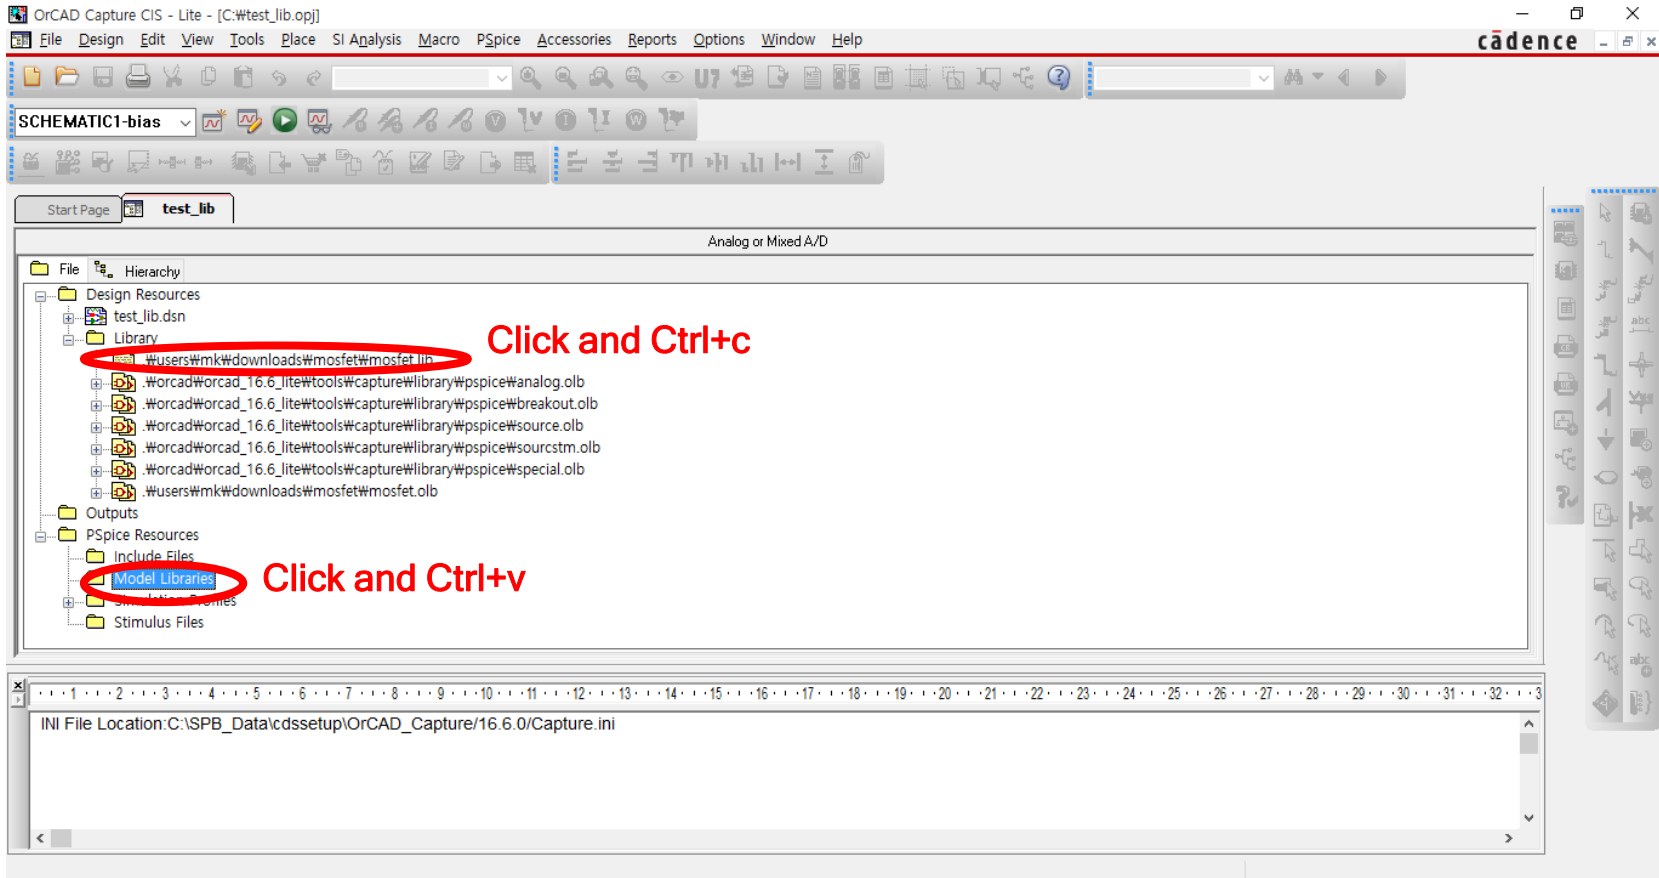 OrCAD Capture CIS - Lite - [C:₩test_lib.opj]
File Design Edit View Tools Place SI Analysis Macro PSpice Accessories Reports Options Window Help
cādence
SCHEMATIC1-bias
Start Page
test_lib
Analog or Mixed A/D
File
Hierarchy
Design Resources
test_lib.dsn
Library
Click and Ctrl+c
.₩users₩mk₩downloads₩mosfet₩mosfet.lib
.₩orcad₩orcad_16.6_lite₩tools₩capture₩library₩pspice₩analog.olb
.₩orcad₩orcad_16.6_lite₩tools₩capture₩library₩pspice₩breakout.olb
.₩orcad₩orcad_16.6_lite₩tools₩capture₩library₩pspice₩source.olb
.₩orcad₩orcad_16.6_lite₩tools₩capture₩library₩pspice₩sourcstm.olb
.₩orcad₩orcad_16.6_lite₩tools₩capture₩library₩pspice₩special.olb
.₩users₩mk₩downloads₩mosfet₩mosfet.olb
Outputs
PSpice Resources
Include Files
Model Libraries
Click and Ctrl+v
Simulation Profiles
Stimulus Files
1 2 3 4 5 6 7 8 9 10 11 12 13 14 15 16 17 18 19 20 21 22 23 24 25 26 27 28 29 30 31 32 3
INI File Location:C:\SPB_Data\cdssetup\OrCAD_Capture/16.6.0/Capture.ini